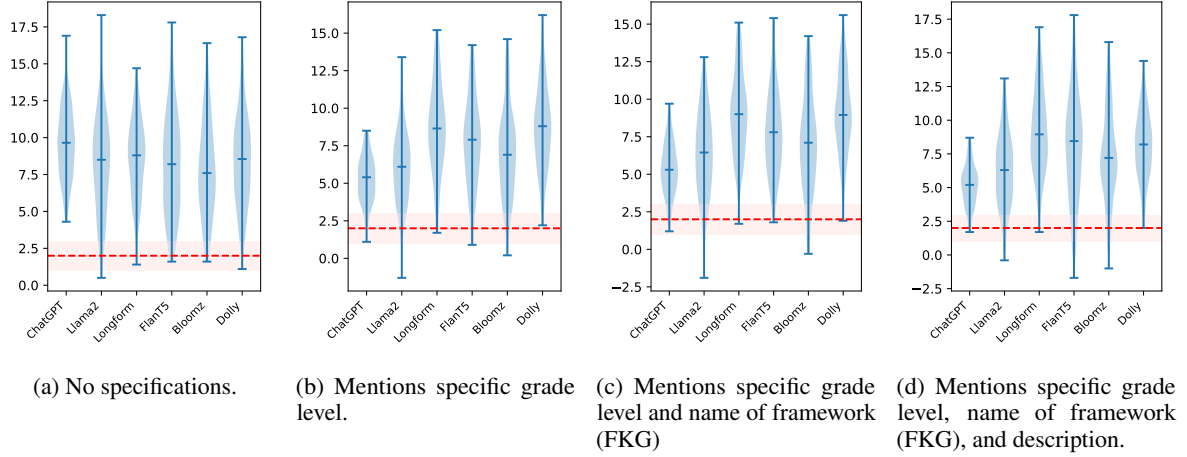 17.5
15.0
12.5
10.0
7.5
5.0
2.5
0.0
ChatGPT
Llama2
Longform
FlanT5
Bloomz
Dolly
15.0
12.5
10.0
7.5
5.0
2.5
0.0
ChatGPT
Llama2
Longform
FlanT5
Bloomz
Dolly
15.0
12.5
10.0
7.5
5.0
2.5
0.0
−2.5
ChatGPT
Llama2
Longform
FlanT5
Bloomz
Dolly
17.5
15.0
12.5
10.0
7.5
5.0
2.5
0.0
−2.5
ChatGPT
Llama2
Longform
FlanT5
Bloomz
Dolly
(a) No specifications.
(b) Mentions specific grade
level.
(c) Mentions specific grade
level and name of framework
(FKG)
(d) Mentions specific grade
level, name of framework
(FKG), and description.